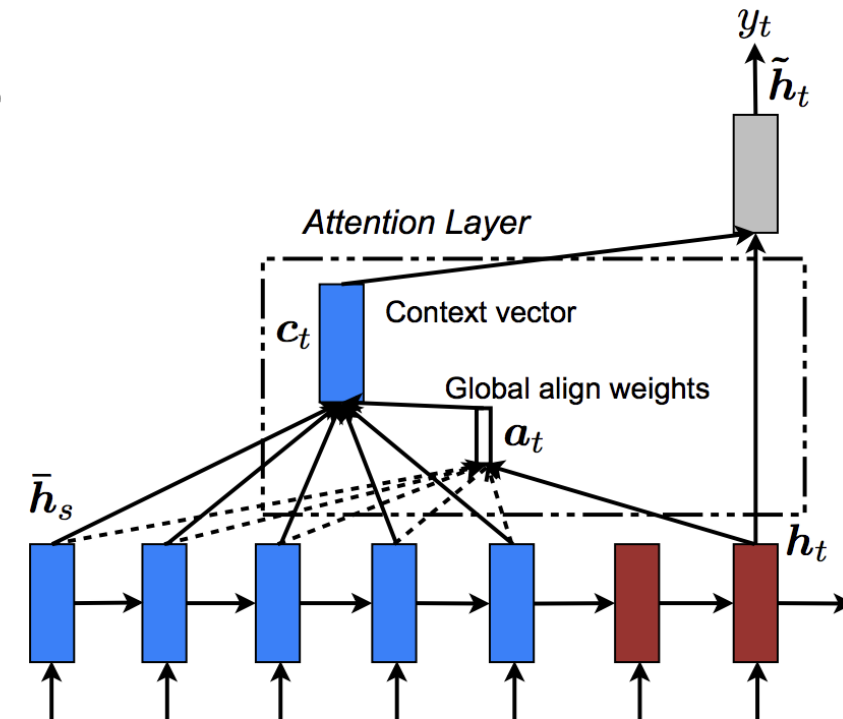 y_t
h̃_t
Attention Layer
Context vector
c_t
Global align weights
a_t
h̄_s
h_t